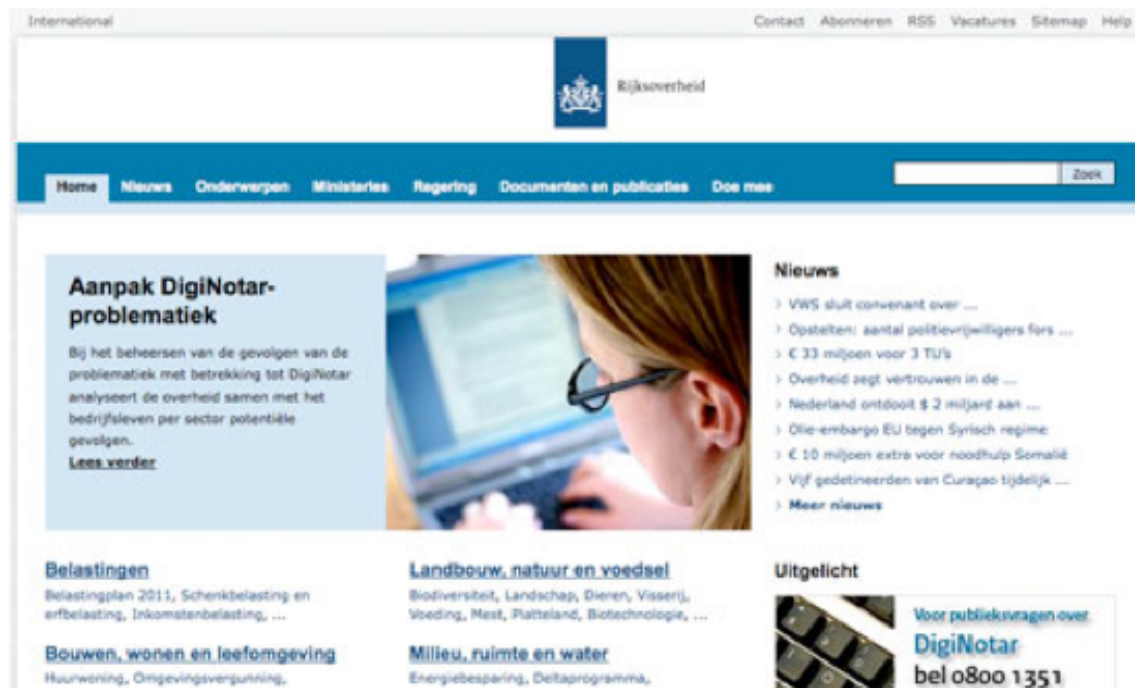 International
Contact Abonneren RSS Vacatures Sitemap Help
Rijksoverheid
Home Nieuws Onderwerpen Ministeries Regering Documenten en publicaties Doe mee
Zoek
Aanpak DigiNotar-
problematiek
Bij het beheersen van de gevolgen van de
problematiek met betrekking tot DigiNotar
analyseert de overheid samen met het
bedrijfsleven per sector potentiële
gevolgen.
Lees verder
Nieuws
> VWS sluit convenant over ...
> Opstelten: aantal politievrijwilligers fors ...
> € 33 miljoen voor 3 TU's
> Overheid zegt vertrouwen in de ...
> Nederland ontdooit $ 2 miljard aan ...
> Olie-embargo EU tegen Syrisch regime
> € 10 miljoen extra voor noodhulp Somalië
> Vijf gedetineerden van Curaçao tijdelijk ...
> Meer nieuws
Belastingen
Belastingplan 2011, Schenkbelasting en
erfbelasting, Inkomstenbelasting, ...
Landbouw, natuur en voedsel
Biodiversiteit, Landschap, Dieren, Visserij,
Voeding, Mest, Platteland, Biotechnologie, ...
Uitgelicht
Voor publieksvragen over
DigiNotar
bel 0800 1351
Bouwen, wonen en leefomgeving
Huurwoning, Omgevingsvergunning,
Milieu, ruimte en water
Energiebesparing, Deltaprogramma,